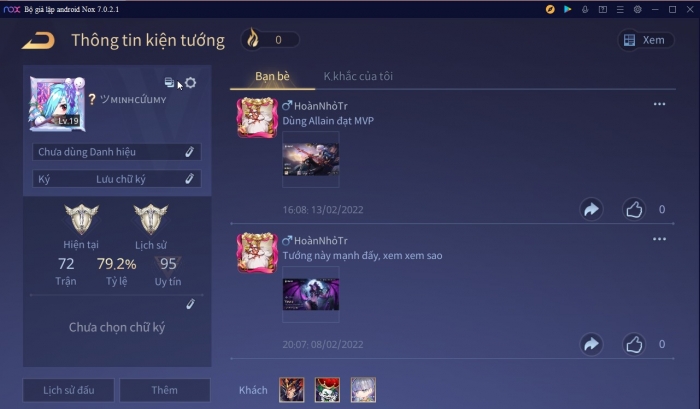 nox Bộ giả lập android Nox 7.0.2.1
Thông tin kiện tướng
0
Xem
Bạn bè
K khắc của tôi
Lv.19
? ツMINHCỨUMY
Chưa dùng Danh hiệu
Ký Lưu chữ ký
Hiện tại Lịch sử
72 79.2% 95
Trận Tỷ lệ Uy tín
Chưa chọn chữ ký
Lịch sử đấu Thêm
♂HoànNhỏTr
Dùng Allain đạt MVP
16:08: 13/02/2022
0
♂HoànNhỏTr
Tướng này mạnh đấy, xem xem sao
20:07: 08/02/2022
0
Khách